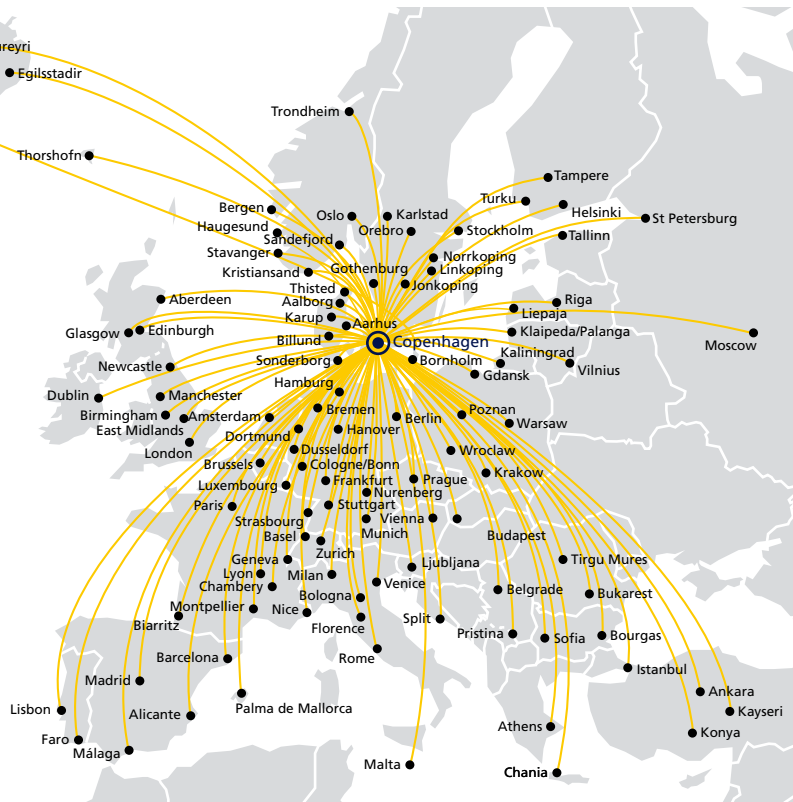 reyri
Egilsstadir
Trondheim
Thorshofn
Tampere
Turku
Bergen
Oslo
Karlstad
Helsinki
St Petersburg
Haugesund
Orebro
Stockholm
Sandefjord
Tallinn
Stavanger
Norrkoping
Kristiansand
Gothenburg
Linkoping
Jonkoping
Thisted
Aberdeen
Aalborg
Riga
Liepaja
Karup
Aarhus
Glasgow
Edinburgh
Klaipeda/Palanga
Billund
Copenhagen
Moscow
Kaliningrad
Sonderborg
Bornholm
Newcastle
Vilnius
Gdansk
Hamburg
Dublin
Manchester
Birmingham
Amsterdam
Bremen
Berlin
Poznan
Warsaw
East Midlands
Dortmund
Hanover
London
Dusseldorf
Wroclaw
Brussels
Cologne/Bonn
Krakow
Luxembourg
Frankfurt
Prague
Nurenberg
Paris
Stuttgart
Strasbourg
Vienna
Munich
Basel
Budapest
Zurich
Geneva
Ljubljana
Tirgu Mures
Lyon
Milan
Chambery
Venice
Bologna
Belgrade
Bukarest
Montpellier
Nice
Biarritz
Florence
Split
Pristina
Sofia
Bourgas
Barcelona
Rome
Istanbul
Madrid
Ankara
Lisbon
Alicante
Palma de Mallorca
Kayseri
Faro
Málaga
Athens
Konya
Malta
Chania